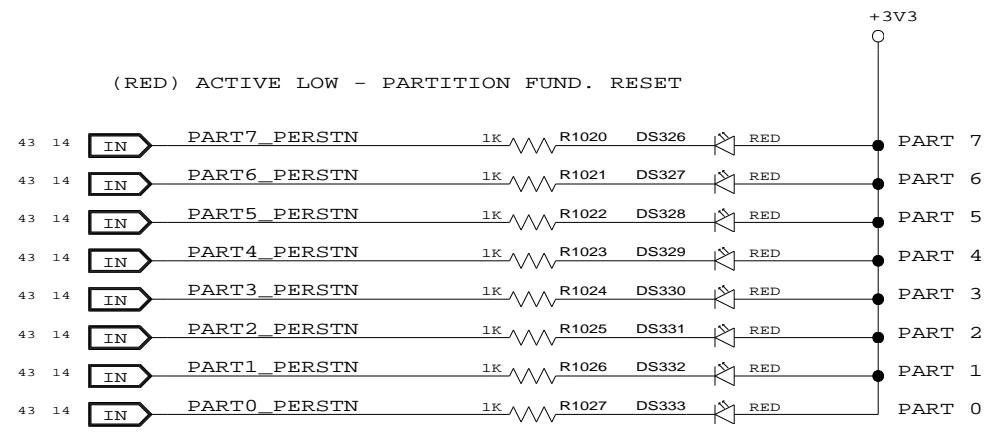 +3V3
(RED) ACTIVE LOW - PARTITION FUND. RESET
43 14 IN PART7_PERSTN 1K R1020 DS326 RED PART 7
43 14 IN PART6_PERSTN 1K R1021 DS327 RED PART 6
43 14 IN PART5_PERSTN 1K R1022 DS328 RED PART 5
43 14 IN PART4_PERSTN 1K R1023 DS329 RED PART 4
43 14 IN PART3_PERSTN 1K R1024 DS330 RED PART 3
43 14 IN PART2_PERSTN 1K R1025 DS331 RED PART 2
43 14 IN PART1_PERSTN 1K R1026 DS332 RED PART 1
43 14 IN PART0_PERSTN 1K R1027 DS333 RED PART 0